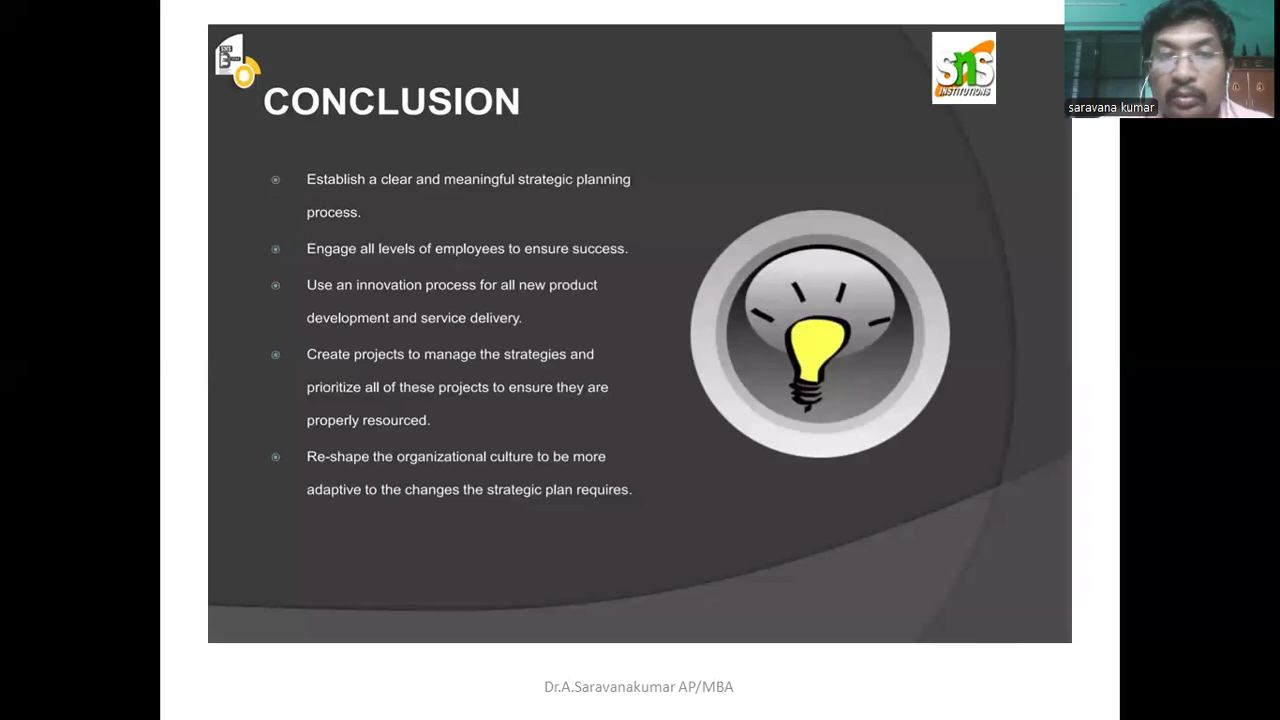 SNS
INSTITUTIONS
saravana kumar
CONCLUSION
Establish a clear and meaningful strategic planning
process.
Engage all levels of employees to ensure success.
Use an innovation process for all new product
development and service delivery.
Create projects to manage the strategies and
prioritize all of these projects to ensure they are
properly resourced.
Re-shape the organizational culture to be more
adaptive to the changes the strategic plan requires.
Dr.A.Saravanakumar AP/MBA